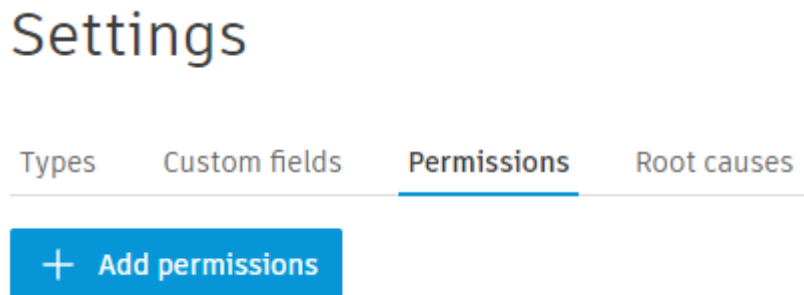 Settings
Types Custom fields Permissions Root causes
+ Add permissions